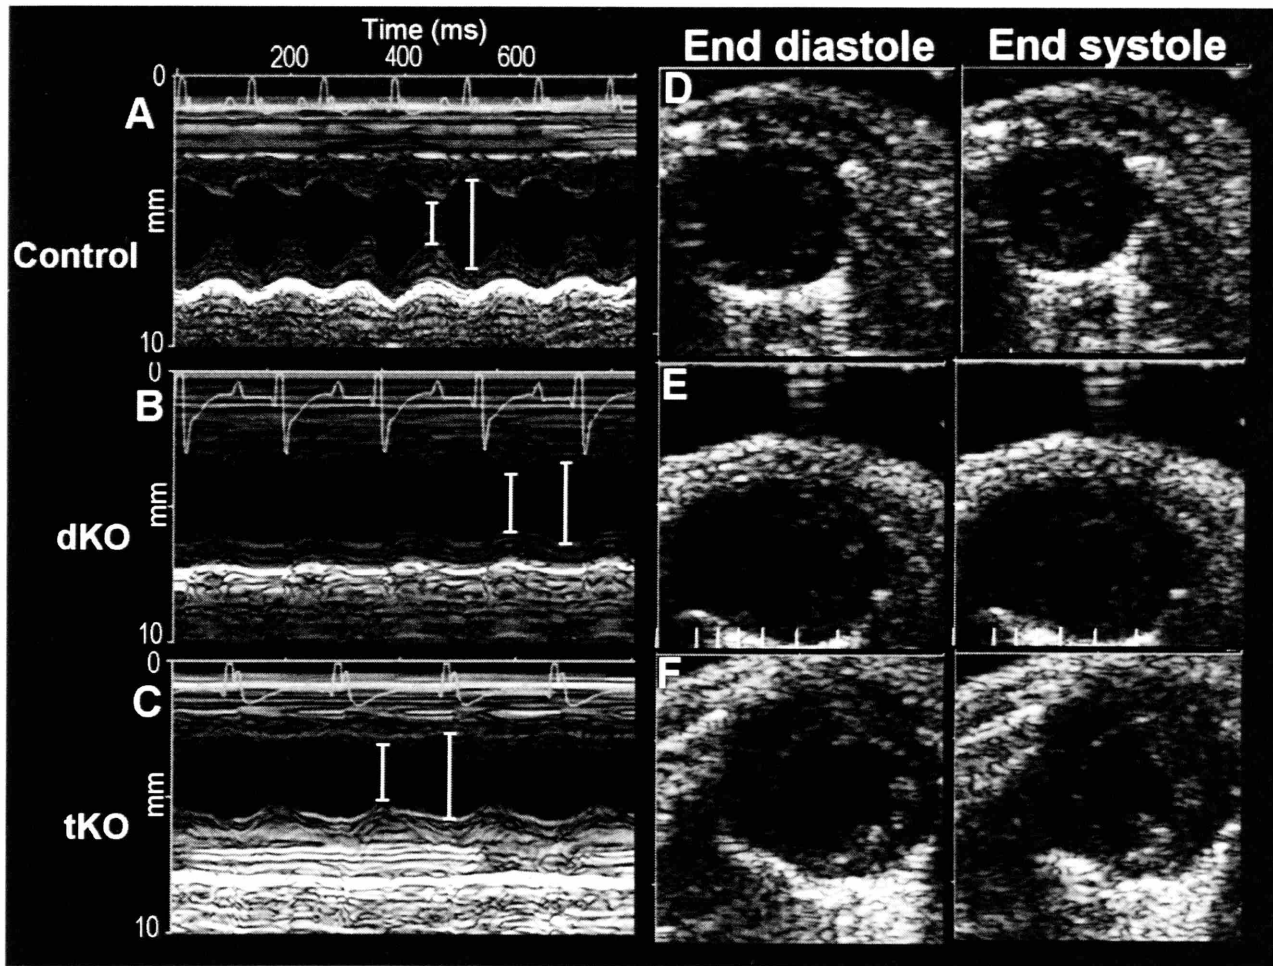 Time (ms)
200 400 600
End diastole
End systole
0
A
mm
Control
10
D
0
B
mm
dKO
10
E
0
C
mm
tKO
10
F